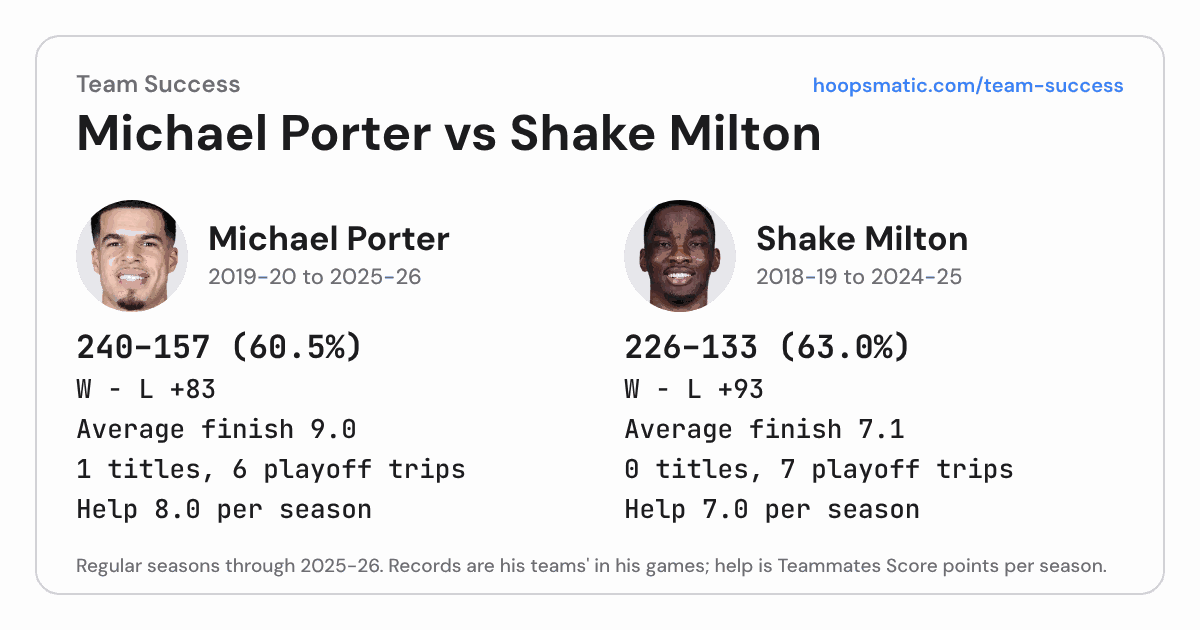 Team Success
hoopsmatic.com/team-success
Michael Porter vs Shake Milton
Michael Porter
2019–20 to 2025–26
240–157 (60.5%)
W - L +83
Average finish 9.0
1 titles, 6 playoff trips
Help 8.0 per season
Shake Milton
2018–19 to 2024–25
226–133 (63.0%)
W - L +93
Average finish 7.1
0 titles, 7 playoff trips
Help 7.0 per season
Regular seasons through 2025-26. Records are his teams' in his games; help is Teammates Score points per season.